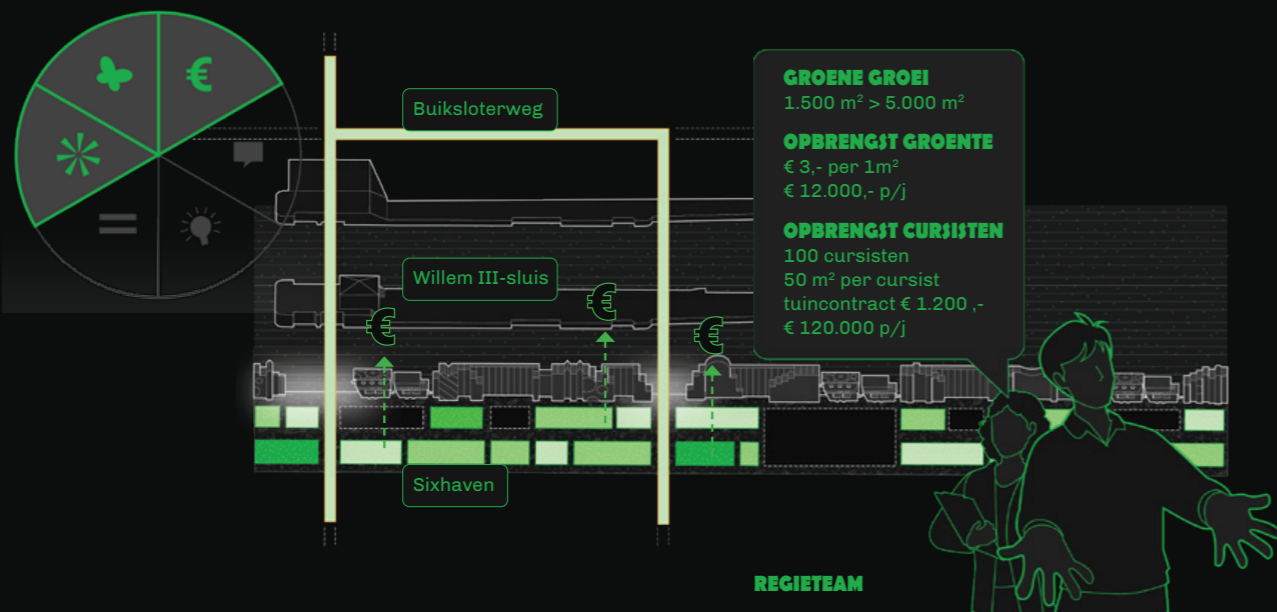 Buiksloterweg
Willem III-sluis
Sixhaven
GROENE GROEI
1.500 m² > 5.000 m²
OPBRENGST GROENTE
€ 3,- per 1m²
€ 12.000,- p/j
OPBRENGST CURSISTEN
100 cursisten
50 m² per cursist
tuincontract € 1.200 ,-
€ 120.000 p/j
€
€
€
€
REGIETEAM